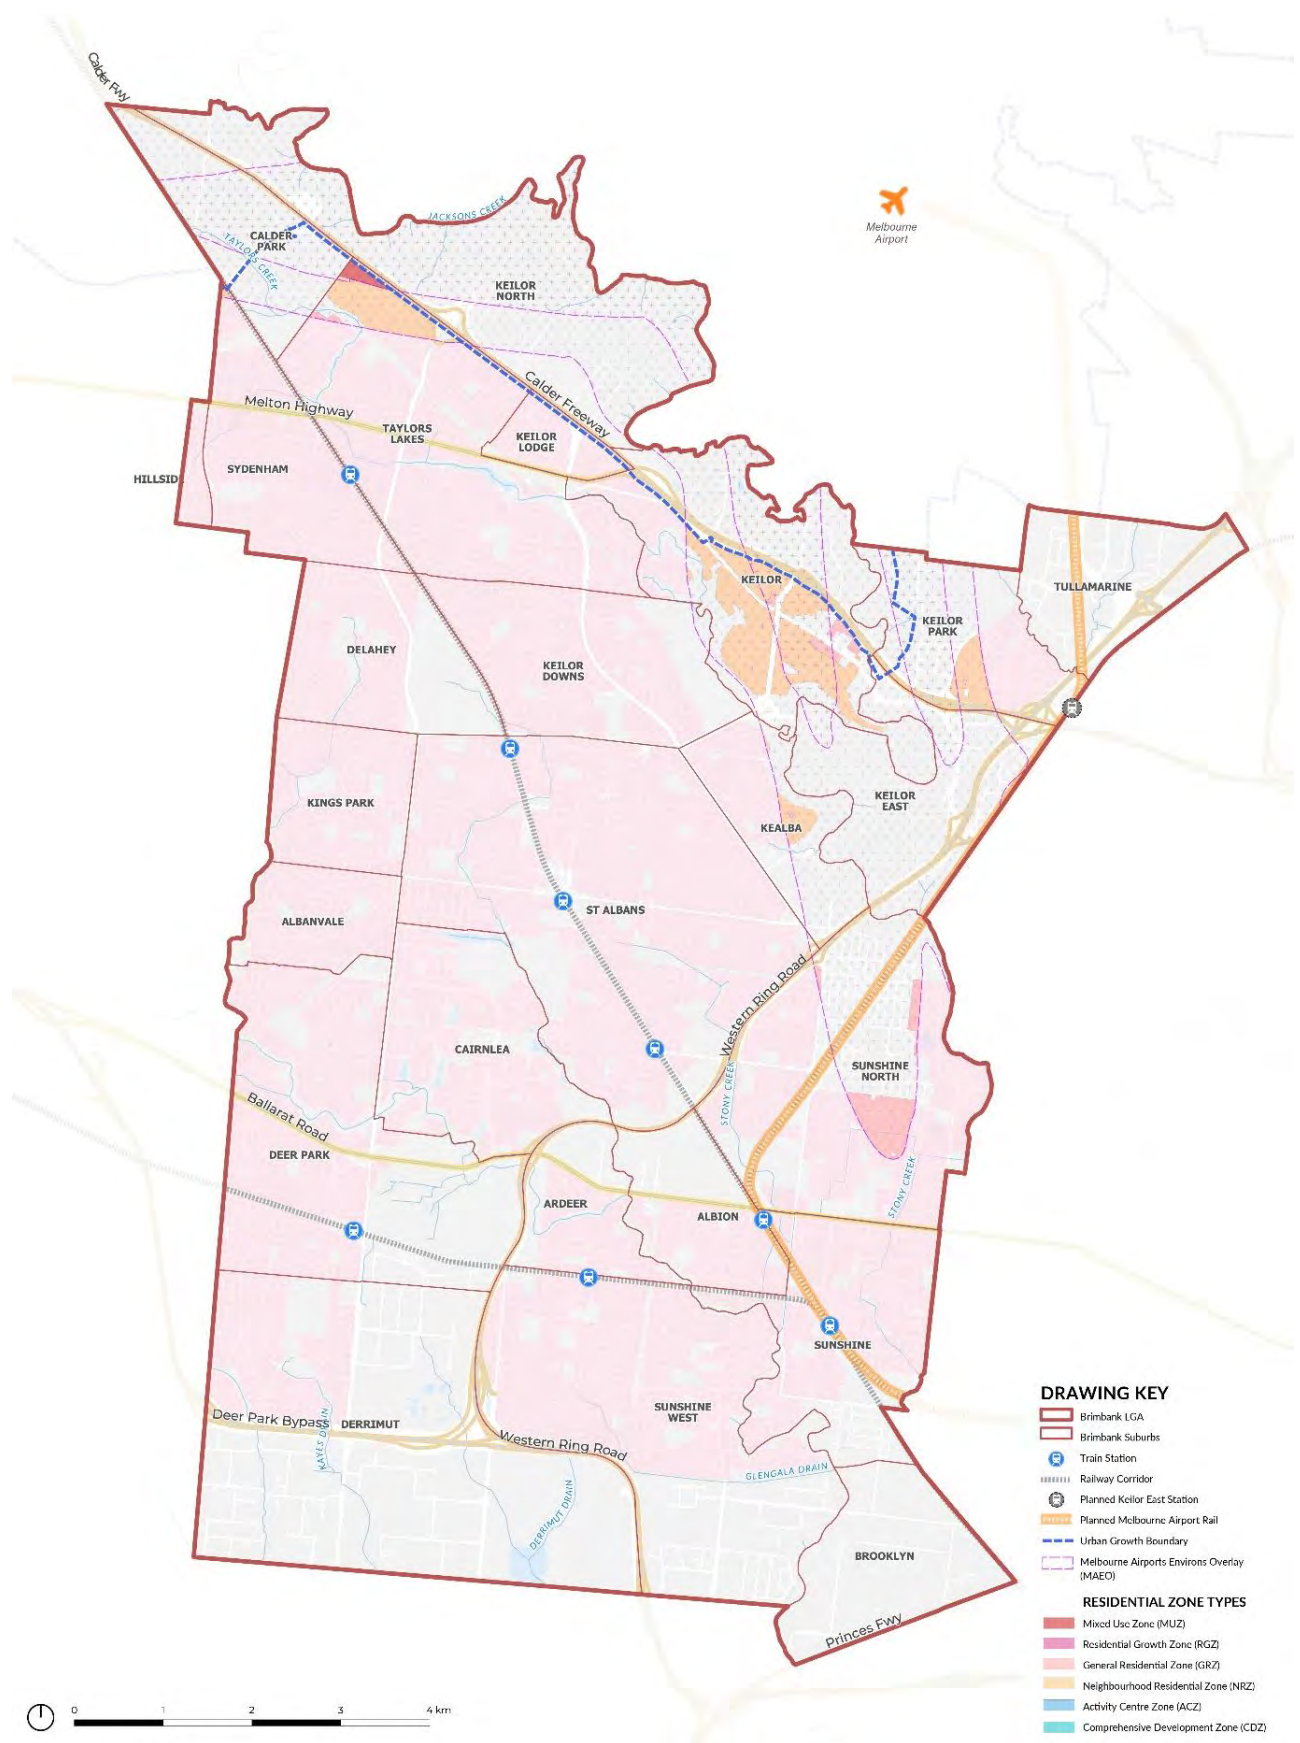 Calder Fwy
JACKSONS CREEK
Melbourne
Airport
CALDER
PARK
TAYLORS CREEK
KEILOR
NORTH
Calder Freeway
Melton Highway
TAYLORS
LAKES
KEILOR
LODGE
HILLSID
SYDENHAM
KEILOR
TULLAMARINE
KEILOR
PARK
DELAHEY
KEILOR
DOWNS
KINGS PARK
KEILOR
EAST
KEALBA
ALBANVALE
ST ALBANS
Western Ring Road
CAIRNLEA
SUNSHINE
NORTH
STONY CREEK
Ballarat Road
DEER PARK
STONY CREEK
ARDEER
ALBION
SUNSHINE
SUNSHINE
WEST
Deer Park Bypass
DERRIMUT
KAYES DRAIN
Western Ring Road
GLENGALA DRAIN
DERRIMUT DRAIN
BROOKLYN
Princes Fwy
DRAWING KEY
Brimbank LGA
Brimbank Suburbs
Train Station
Railway Corridor
Planned Keilor East Station
Planned Melbourne Airport Rail
Urban Growth Boundary
Melbourne Airports Environs Overlay
(MAEO)
RESIDENTIAL ZONE TYPES
Mixed Use Zone (MUZ)
Residential Growth Zone (RGZ)
General Residential Zone (GRZ)
Neighbourhood Residential Zone (NRZ)
Activity Centre Zone (ACZ)
Comprehensive Development Zone (CDZ)
0 1 2 3 4 km